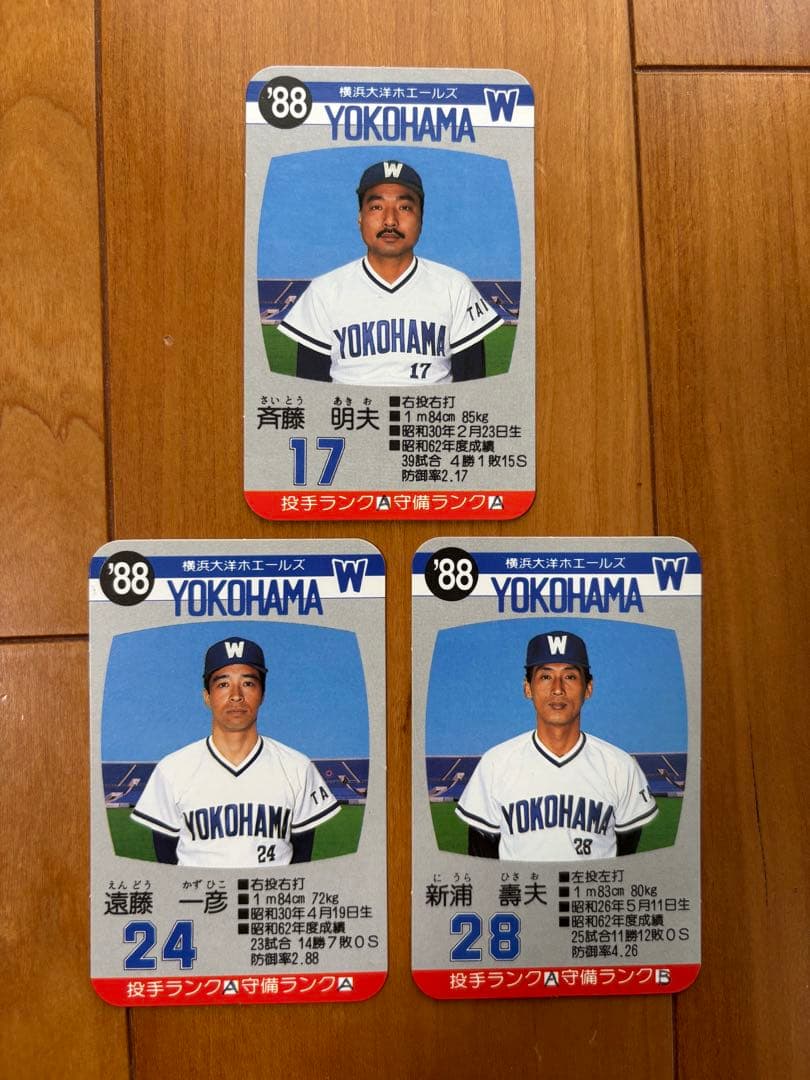 '88
横浜大洋ホエールズ
W
YOKOHAMA
W
TAI
YOKOHAMA
17
さいとう あきお
斉藤 明夫
17
■右投右打
■1m84cm 85kg
■昭和30年2月23日生
■昭和62年度成績
39試合 4勝1敗15S
防御率2.17
投手ランクA守備ランクA
'88
横浜大洋ホエールズ
W
YOKOHAMA
W
TA
YOKOHAMA
24
えんどう かずひこ
遠藤 一彦
24
■右投右打
■1m84cm 72kg
■昭和30年4月19日生
■昭和62年度成績
23試合 14勝7敗0S
防御率2.88
投手ランクA守備ランクA
'88
横浜大洋ホエールズ
W
YOKOHAMA
W
TA
YOKOHAMA
28
にうら ひさお
新浦 壽夫
28
■左投左打
■1m83cm 80kg
■昭和26年5月11日生
■昭和62年度成績
25試合11勝12敗0S
防御率4.26
投手ランクA守備ランクB